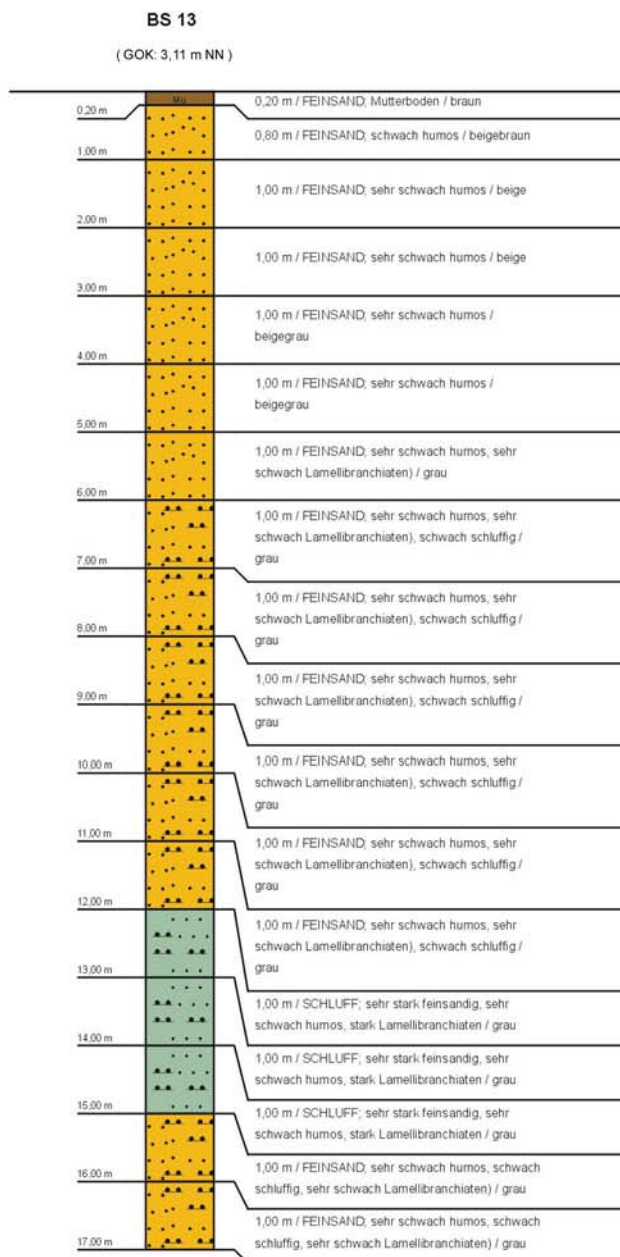 BS 13
( GOK: 3,11 m NN )
Mu
0,20 m / FEINSAND; Mutterboden / braun
0,20 m
0,80 m / FEINSAND; schwach humos / beigebraun
1,00 m
1,00 m / FEINSAND; sehr schwach humos / beige
2,00 m
1,00 m / FEINSAND; sehr schwach humos / beige
3,00 m
1,00 m / FEINSAND; sehr schwach humos /
beigegrau
4,00 m
1,00 m / FEINSAND; sehr schwach humos /
beigegrau
5,00 m
1,00 m / FEINSAND; sehr schwach humos, sehr
schwach Lamellibranchiaten) / grau
6,00 m
1,00 m / FEINSAND; sehr schwach humos, sehr
schwach Lamellibranchiaten), schwach schluffig /
grau
7,00 m
1,00 m / FEINSAND; sehr schwach humos, sehr
schwach Lamellibranchiaten), schwach schluffig /
grau
8,00 m
1,00 m / FEINSAND; sehr schwach humos, sehr
schwach Lamellibranchiaten), schwach schluffig /
grau
9,00 m
1,00 m / FEINSAND; sehr schwach humos, sehr
schwach Lamellibranchiaten), schwach schluffig /
grau
10,00 m
1,00 m / FEINSAND; sehr schwach humos, sehr
schwach Lamellibranchiaten), schwach schluffig /
grau
11,00 m
1,00 m / FEINSAND; sehr schwach humos, sehr
schwach Lamellibranchiaten), schwach schluffig /
grau
12,00 m
1,00 m / SCHLUFF; sehr stark feinsandig, sehr
schwach humos, stark Lamellibranchiaten / grau
13,00 m
1,00 m / SCHLUFF; sehr stark feinsandig, sehr
schwach humos, stark Lamellibranchiaten / grau
14,00 m
1,00 m / SCHLUFF; sehr stark feinsandig, sehr
schwach humos, stark Lamellibranchiaten / grau
15,00 m
1,00 m / FEINSAND; sehr schwach humos, schwach
schluffig, sehr schwach Lamellibranchiaten) / grau
16,00 m
1,00 m / FEINSAND; sehr schwach humos, schwach
schluffig, sehr schwach Lamellibranchiaten) / grau
17,00 m